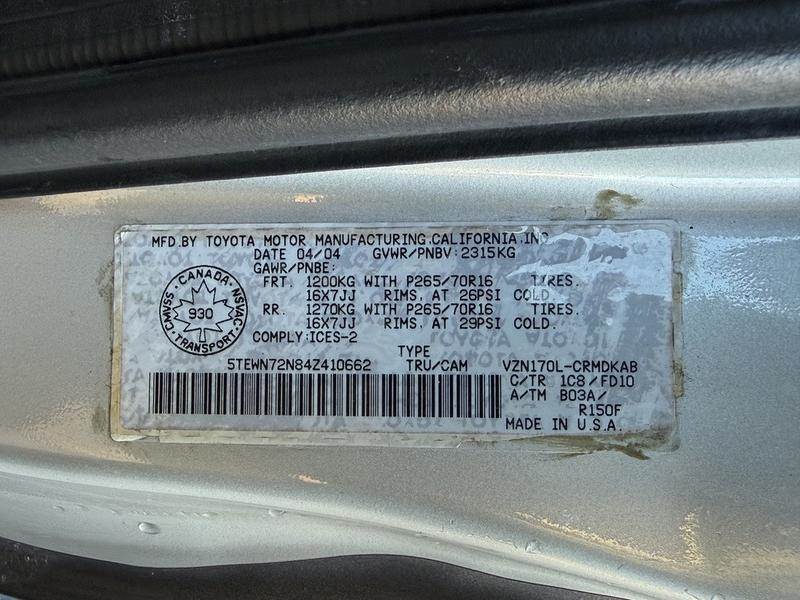 MFD.BY TOYOTA MOTOR MANUFACTURING,CALIFORNIA,INC
DATE 04/04 GVWR/PNBV:2315KG
GAWR/PNBE:
FRT. 1200KG WITH P265/70R16 TIRES.
16X7JJ RIMS, AT 26PSI COLD.
RR. 1270KG WITH P265/70R16 TIRES.
16X7JJ RIMS, AT 29PSI COLD.
CANADA
CMVSS NSVAC
930
TRANSPORT
COMPLY:ICES-2
TYPE
5TEWN72N84Z410662 TRU/CAM VZN170L-CRMDKAB
C/TR 1C8/FD10
A/TM B03A/
R150F
MADE IN U.S.A.